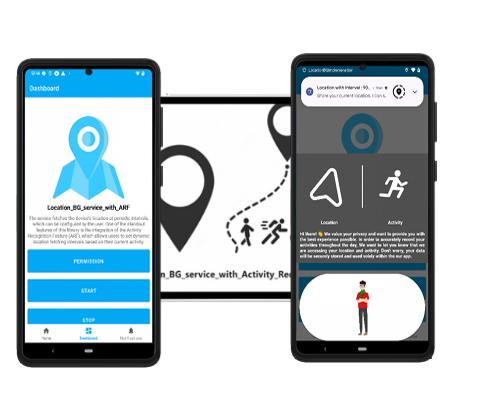 Dashboard
Location_BG_service_with_ARF
The service fetches the device's location at periodic intervals,
which can be configured by the user. One of the standout
features of this library is the integration of the Activity
Recognition Feature (ARF), which allows users to set dynamic
location fetching intervals based on their current activity.
PERMISSION
START
STOP
Home
Dashboard
Notifications
n_BG_service_with_Activity_Rec
Location with Interval : 90..
Share your current location. I can s..
Location
Activity
We value your privacy and want to provide you with
the best experience possible. In order to accurately record your
activities throughout the day, We want to let you know that we
are accessing your location and activity. Don't worry, your data
will be securely stored and used solely within our app.